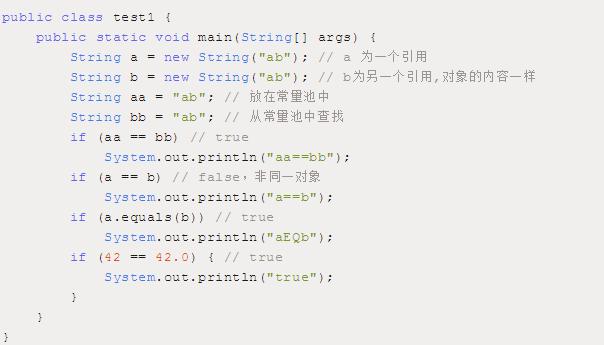 public class test1 {
    public static void main(String[] args) {
        String a = new String("ab"); // a 为一个引用
        String b = new String("ab"); // b为另一个引用,对象的内容一样
        String aa = "ab"; // 放在常量池中
        String bb = "ab"; // 从常量池中查找
        if (aa == bb) // true
            System.out.println("aa==bb");
        if (a == b) // false，非同一对象
            System.out.println("a==b");
        if (a.equals(b)) // true
            System.out.println("aEQb");
        if (42 == 42.0) { // true
            System.out.println("true");
        }
    }
}